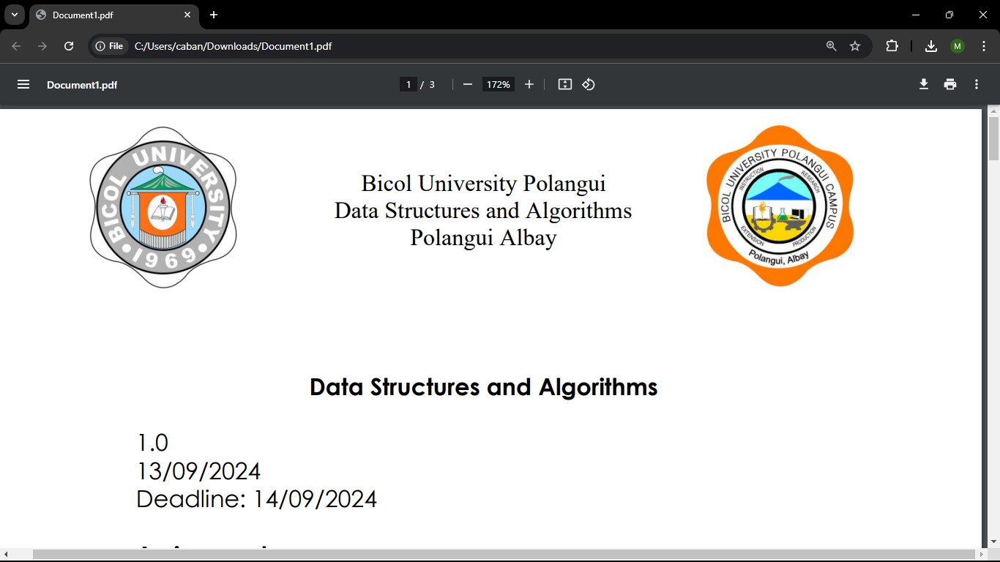 Document1.pdf
File
C:/Users/caban/Downloads/Document1.pdf
M
Document1.pdf
1 / 3
172%
BICOL UNIVERSITY
1969
Bicol University Polangui
Data Structures and Algorithms
Polangui Albay
BICOL UNIVERSITY POLANGUI CAMPUS
INSTRUCTION
RESEARCH
EXTENSION
PRODUCTION
Polangui, Albay
Data Structures and Algorithms
1.0
13/09/2024
Deadline: 14/09/2024